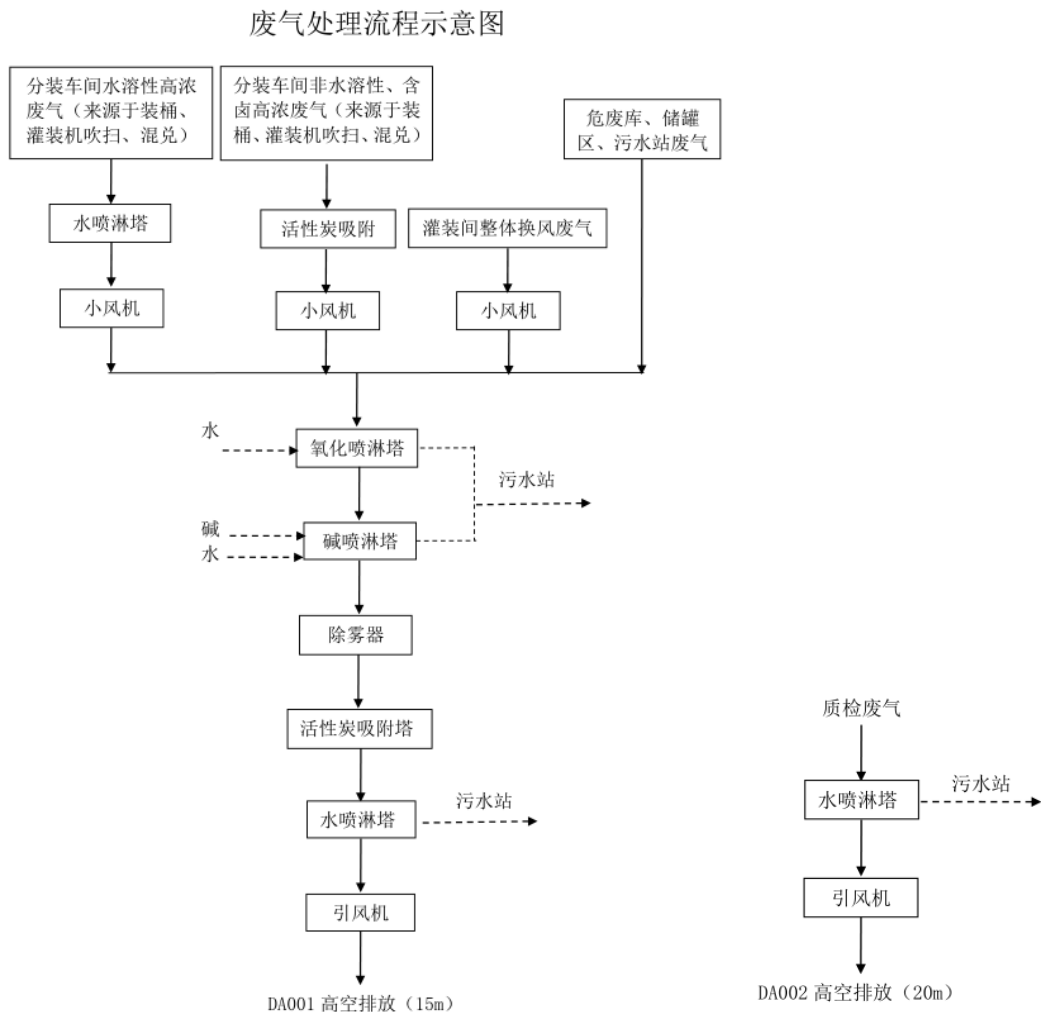 废气处理流程示意图
分装车间水溶性高浓
废气（来源于装桶、
灌装机吹扫、混兑）
分装车间非水溶性、含
卤高浓废气（来源于装
桶、灌装机吹扫、混兑）
危废库、储罐
区、污水站废气
水喷淋塔
活性炭吸附
灌装间整体换风废气
小风机
小风机
小风机
水
氧化喷淋塔
污水站
碱
水
碱喷淋塔
除雾器
活性炭吸附塔
水喷淋塔
污水站
引风机
DA001 高空排放（15m）
质检废气
水喷淋塔
污水站
引风机
DA002 高空排放（20m）